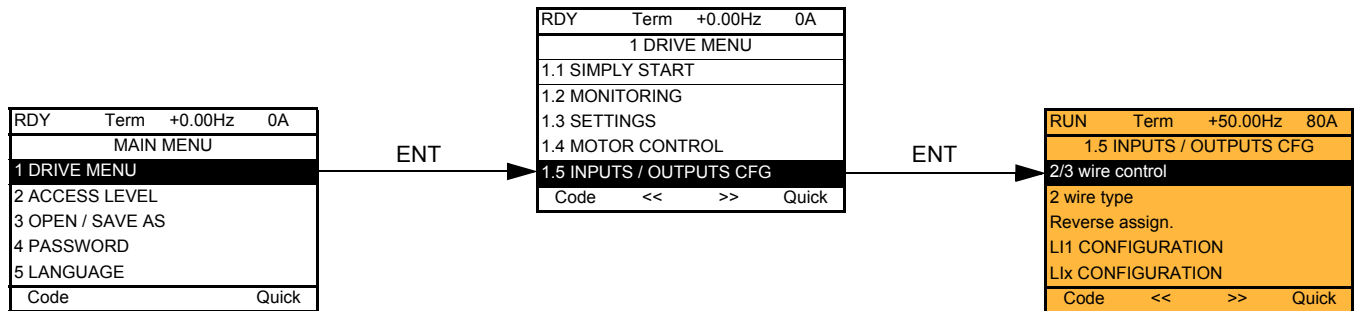 RDY Term +0.00Hz 0A
MAIN MENU
1 DRIVE MENU
2 ACCESS LEVEL
3 OPEN / SAVE AS
4 PASSWORD
5 LANGUAGE
Code Quick
ENT
RDY Term +0.00Hz 0A
1 DRIVE MENU
1.1 SIMPLY START
1.2 MONITORING
1.3 SETTINGS
1.4 MOTOR CONTROL
1.5 INPUTS / OUTPUTS CFG
Code << >> Quick
ENT
RUN Term +50.00Hz 80A
1.5 INPUTS / OUTPUTS CFG
2/3 wire control
2 wire type
Reverse assign.
LI1 CONFIGURATION
LIx CONFIGURATION
Code << >> Quick